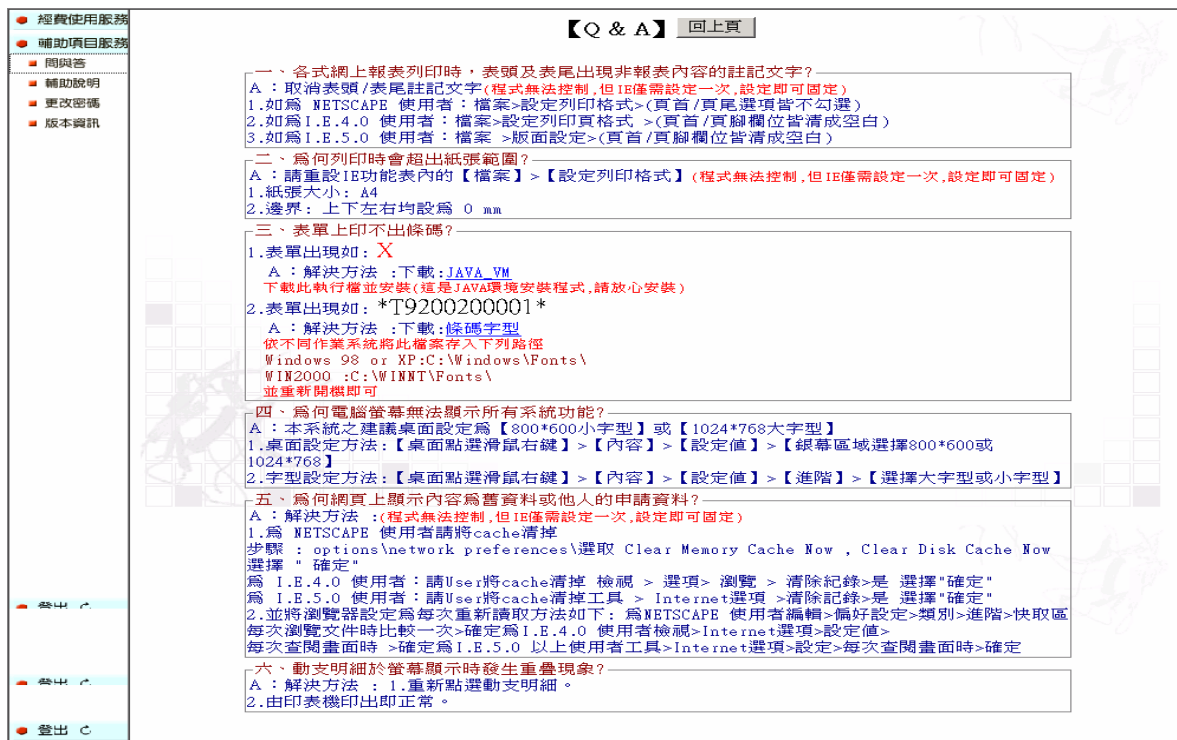 經費使用服務
輔助項目服務
問與答
輔助說明
更改密碼
版本資訊
登出
登出
登出
【Q & A】 回上頁
一、各式網上報表列印時，表頭及表尾出現非報表內容的註記文字?
A：取消表頭/表尾註記文字(程式無法控制,但IE僅需設定一次,設定即可固定)
1.如為 NETSCAPE 使用者：檔案>設定列印格式>(頁首/頁尾選項皆不勾選)
2.如為I.E.4.0 使用者：檔案>設定列印頁格式 >(頁首/頁腳欄位皆清成空白)
3.如為I.E.5.0 使用者：檔案 >版面設定>(頁首/頁腳欄位皆清成空白)
二、為何列印時會超出紙張範圍?
A：請重設IE功能表內的【檔案】>【設定列印格式】(程式無法控制,但IE僅需設定一次,設定即可固定)
1.紙張大小: A4
2.邊界: 上下左右均設為 0 mm
三、表單上印不出條碼?
1.表單出現如: X
A：解決方法 :下載:JAVA_VM
下載此執行檔並安裝(這是JAVA環境安裝程式,請放心安裝)
2.表單出現如: *T9200200001*
A：解決方法 :下載:條碼字型
依不同作業系統將此檔案存入下列路徑
Windows 98 or XP:C:\Windows\Fonts\
WIN2000 :C:\WINNT\Fonts\
並重新開機即可
四、為何電腦螢幕無法顯示所有系統功能?
A：本系統之建議桌面設定為【800*600小字型】或【1024*768大字型】
1.桌面設定方法:【桌面點選滑鼠右鍵】>【內容】>【設定值】>【銀幕區域選擇800*600或
1024*768】
2.字型設定方法:【桌面點選滑鼠右鍵】>【內容】>【設定值】>【進階】>【選擇大字型或小字型】
五、為何網頁上顯示內容為舊資料或他人的申請資料?
A：解決方法 :(程式無法控制,但IE僅需設定一次,設定即可固定)
1.為 NETSCAPE 使用者請將cache清掉
步驟 : options\network preferences\選取 Clear Memory Cache Now , Clear Disk Cache Now
選擇 " 確定"
為 I.E.4.0 使用者：請User將cache清掉 檢視 > 選項> 瀏覽 > 清除紀錄>是 選擇"確定"
為 I.E.5.0 使用者：請User將cache清掉工具 > Internet選項 >清除記錄>是 選擇"確定"
2.並將瀏覽器設定為每次重新讀取方法如下: 為NETSCAPE 使用者編輯>偏好設定>類別>進階>快取區
每次瀏覽文件時比較一次>確定為I.E.4.0 使用者檢視>Internet選項>設定值>
每次查閱畫面時 >確定為I.E.5.0 以上使用者工具>Internet選項>設定>每次查閱畫面時>確定
六、動支明細於螢幕顯示時發生重疊現象?
A：解決方法 : 1.重新點選動支明細。
2.由印表機印出即正常。